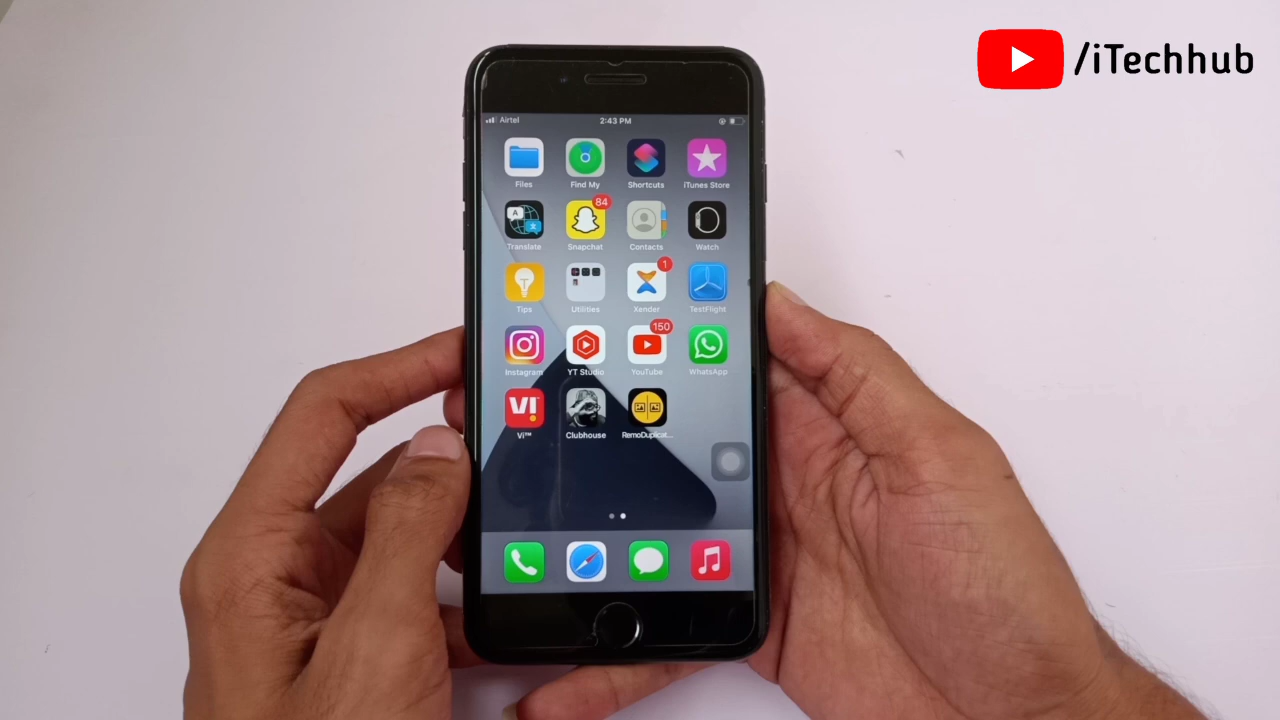 /iTechhub
Airtel 2:43 PM
Files Find My Shortcuts iTunes Store
A
84
Translate Snapchat Contacts Watch
1
Tips Utilities Xender TestFlight
150
Instagram YT Studio YouTube WhatsApp
VI
Vi™ Clubhouse RemoDuplicat...